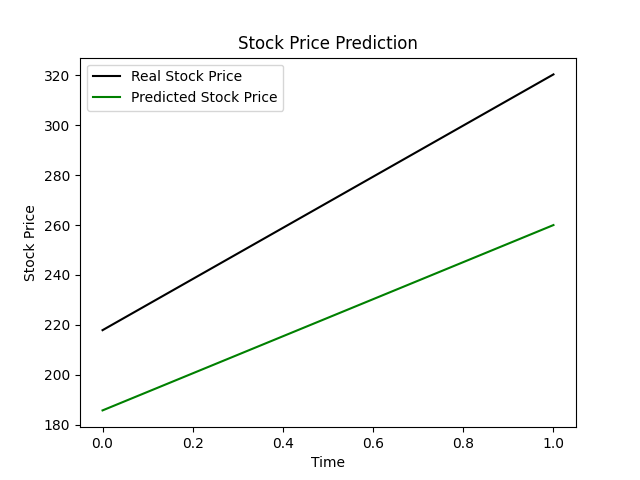 Stock Price Prediction
Real Stock Price
Predicted Stock Price
Stock Price
320
300
280
260
240
220
200
180
0.0 0.2 0.4 0.6 0.8 1.0
Time